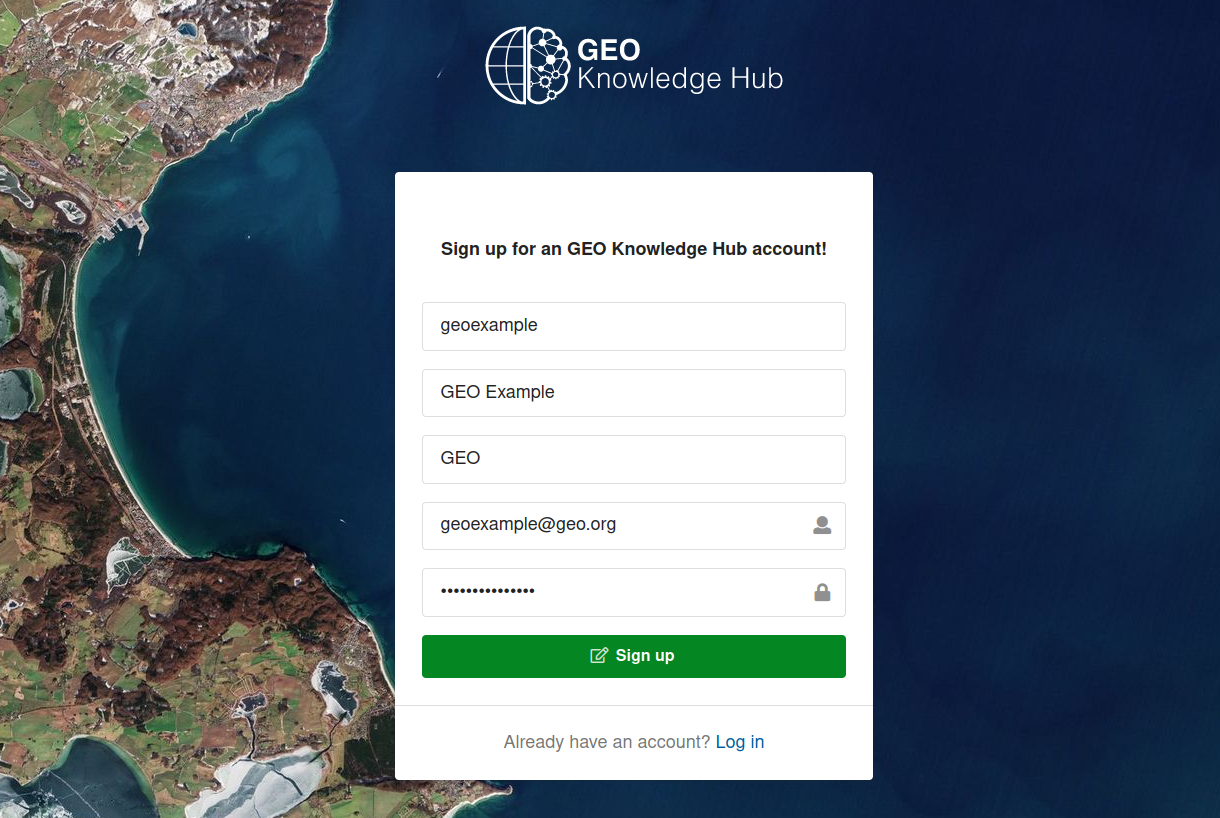 GEO
Knowledge Hub
Sign up for an GEO Knowledge Hub account!
geoexample
GEO Example
GEO
geoexample@geo.org
•••••••••••••••
Sign up
Already have an account? Log in